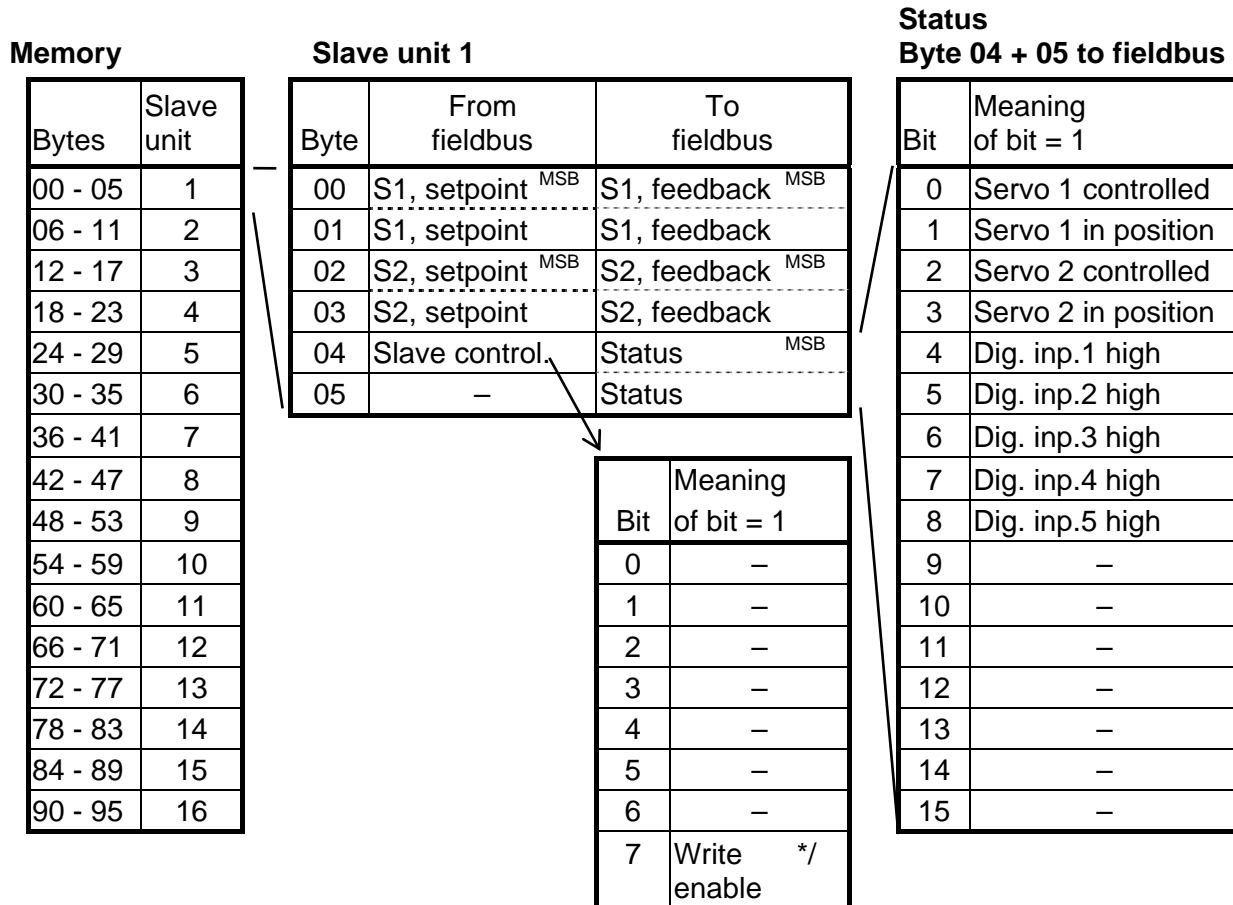 Memory
Bytes Slave unit
00 - 05 1
06 - 11 2
12 - 17 3
18 - 23 4
24 - 29 5
30 - 35 6
36 - 41 7
42 - 47 8
48 - 53 9
54 - 59 10
60 - 65 11
66 - 71 12
72 - 77 13
78 - 83 14
84 - 89 15
90 - 95 16
Slave unit 1
Byte From fieldbus To fieldbus
00 S1, setpoint MSB S1, feedback MSB
01 S1, setpoint S1, feedback
02 S2, setpoint MSB S2, feedback MSB
03 S2, setpoint S2, feedback
04 Slave control. Status MSB
05 – Status
Bit Meaning of bit = 1
0 –
1 –
2 –
3 –
4 –
5 –
6 –
7 Write */
enable
Status
Byte 04 + 05 to fieldbus
Bit Meaning of bit = 1
0 Servo 1 controlled
1 Servo 1 in position
2 Servo 2 controlled
3 Servo 2 in position
4 Dig. inp.1 high
5 Dig. inp.2 high
6 Dig. inp.3 high
7 Dig. inp.4 high
8 Dig. inp.5 high
9 –
10 –
11 –
12 –
13 –
14 –
15 –